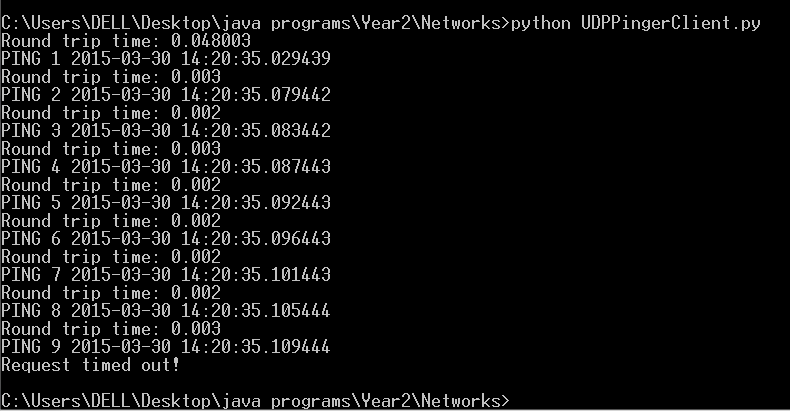 C:\Users\DELL\Desktop\java programs\Year2\Networks>python UDPPingerClient.py
Round trip time: 0.048003
PING 1 2015-03-30 14:20:35.029439
Round trip time: 0.003
PING 2 2015-03-30 14:20:35.079442
Round trip time: 0.002
PING 3 2015-03-30 14:20:35.083442
Round trip time: 0.003
PING 4 2015-03-30 14:20:35.087443
Round trip time: 0.002
PING 5 2015-03-30 14:20:35.092443
Round trip time: 0.002
PING 6 2015-03-30 14:20:35.096443
Round trip time: 0.002
PING 7 2015-03-30 14:20:35.101443
Round trip time: 0.002
PING 8 2015-03-30 14:20:35.105444
Round trip time: 0.003
PING 9 2015-03-30 14:20:35.109444
Request timed out!
C:\Users\DELL\Desktop\java programs\Year2\Networks>